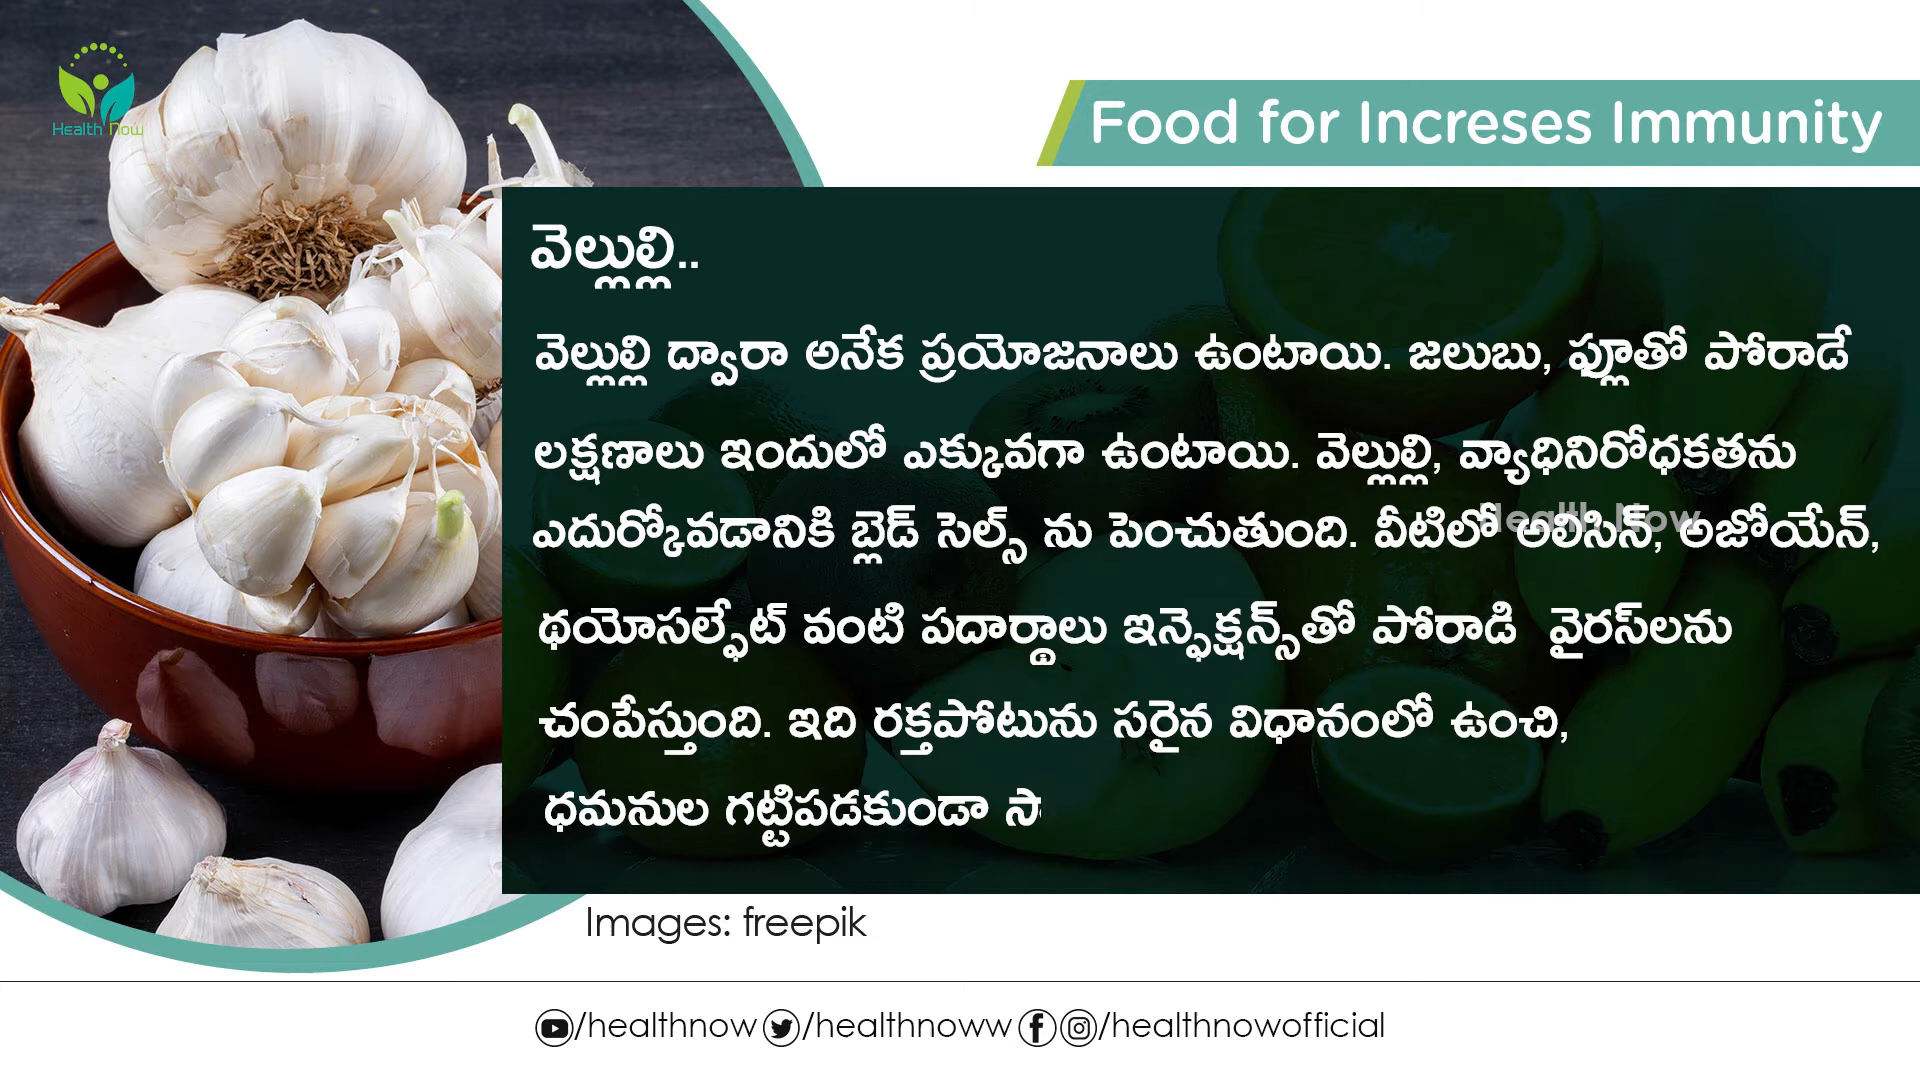 Health Now
Food for Increses Immunity
వెల్లుల్లి..
వెల్లుల్లి ద్వారా అనేక ప్రయోజనాలు ఉంటాయి. జలుబు, ఫ్లూతో పోరాడే
లక్షణాలు ఇందులో ఎక్కువగా ఉంటాయి. వెల్లుల్లి, వ్యాధినిరోధకతను
Health Now
ఎదుర్కోవడానికి బ్లెడ్ సెల్స్ ను పెంచుతుంది. వీటిలో అలిసిన్, అజోయేన్,
థయోసల్ఫేట్ వంటి పదార్థాలు ఇన్ఫెక్షన్స్‌తో పోరాడి వైరస్‌లను
చంపేస్తుంది. ఇది రక్తపోటును సరైన విధానంలో ఉంచి,
ధమనుల గట్టిపడకుండా
Images: freepik
/healthnow /healthnoww /healthnowofficial